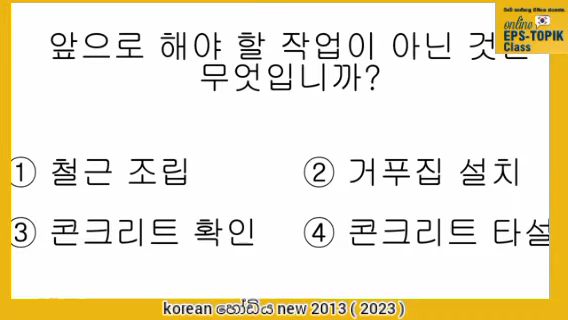 online
EPS-TOPIK
Class
앞으로 해야 할 작업이 아닌 것은
무엇입니까?
① 철근 조립
② 거푸집 설치
③ 콘크리트 확인
④ 콘크리트 타설
korean හෝඩිය new 2013 ( 2023 )